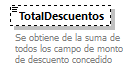 TotalDescuentos
Se obtiene de la suma de
todos los campo de monto
de descuento concedido